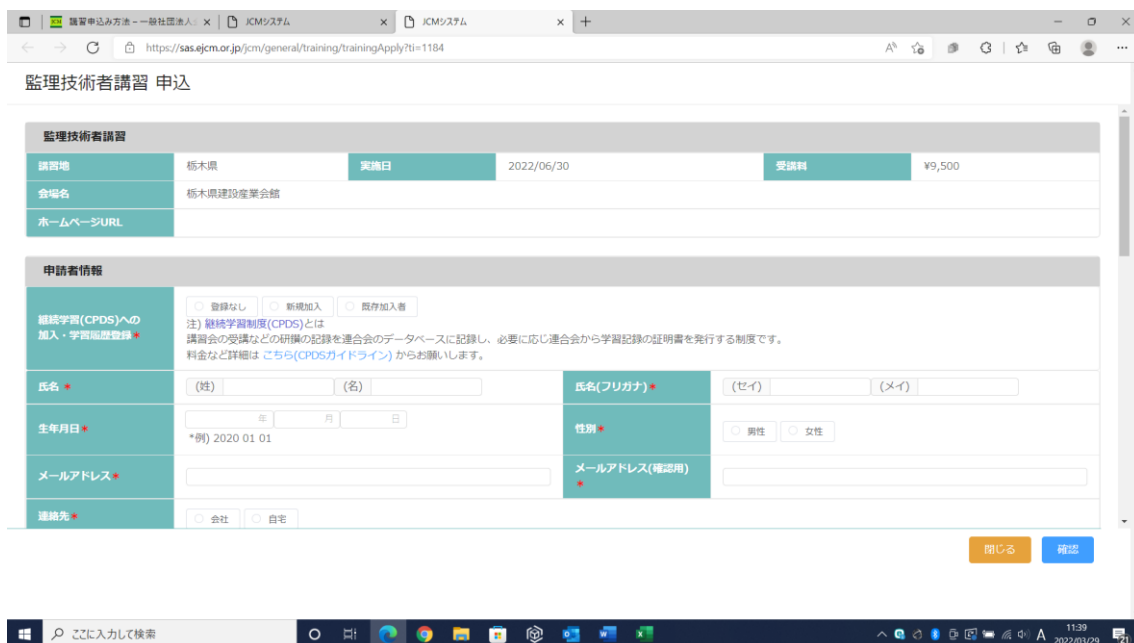 JCM 講習申込み方法 – 一般社団法人
JCMシステム
JCMシステム
https://sas.ejcm.or.jp/jcm/general/training/trainingApply?ti=1184
監理技術者講習 申込
監理技術者講習
講習地 栃木県 実施日 2022/06/30 受講料 ¥9,500
会場名 栃木県建設産業会館
ホームページURL
申請者情報
登録なし 新規加入 既存加入者
継続学習(CPDS)への
加入・学習履歴登録*
注) 継続学習制度(CPDS)とは
講習会の受講などの研鑽の記録を連合会のデータベースに記録し、必要に応じ連合会から学習記録の証明書を発行する制度です。
料金など詳細は こちら(CPDSガイドライン) からお願いします。
氏名 * (姓) (名) 氏名(フリガナ)* (セイ) (メイ)
生年月日* 年 月 日 性別* 男性 女性
*例) 2020 01 01
メールアドレス* メールアドレス(確認用)
*
連絡先* 会社 自宅
閉じる 確認
ここに入力して検索
A 11:39
2022/03/29
21